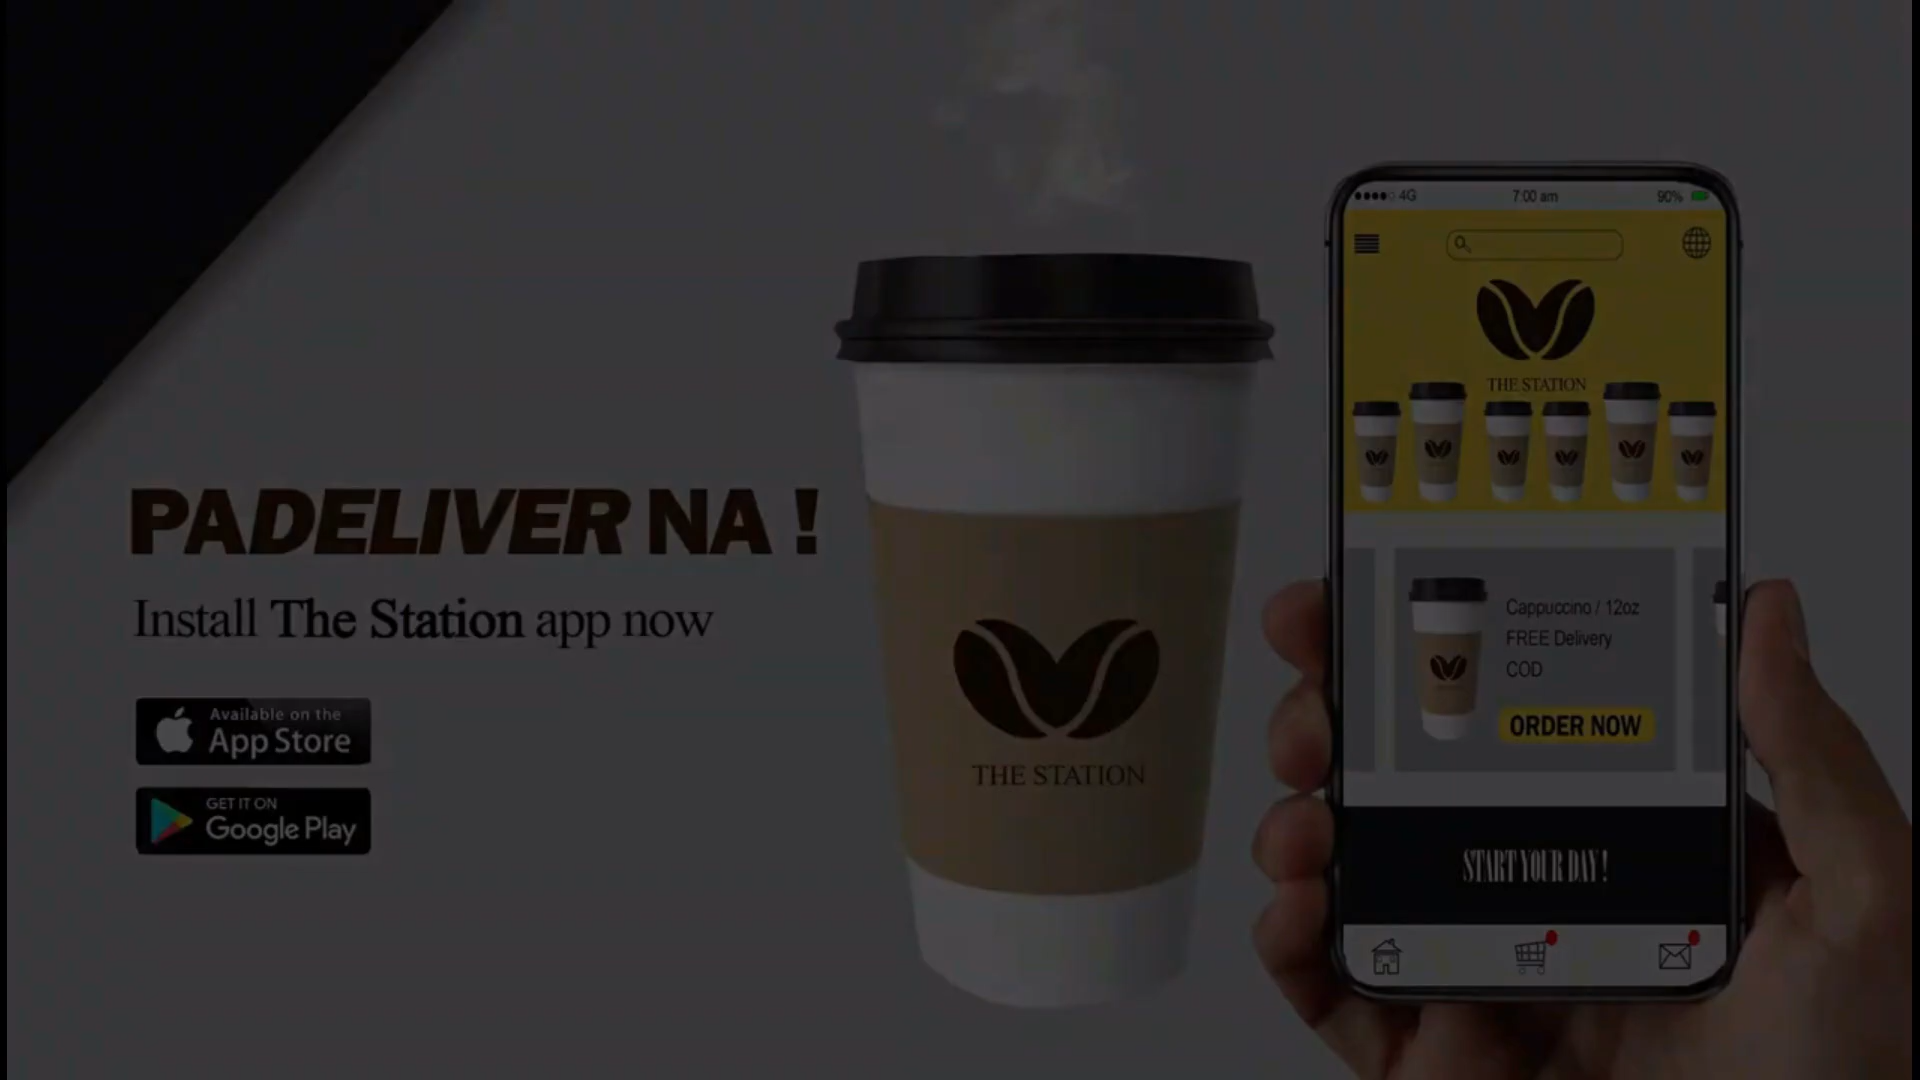 PADELIVER NA !
Install The Station app now
Available on the
App Store
GET IT ON
Google Play
THE STATION
4G 7:00 am 90%
THE STATION
Cappuccino / 12oz
FREE Delivery
COD
ORDER NOW
START YOUR DAY !